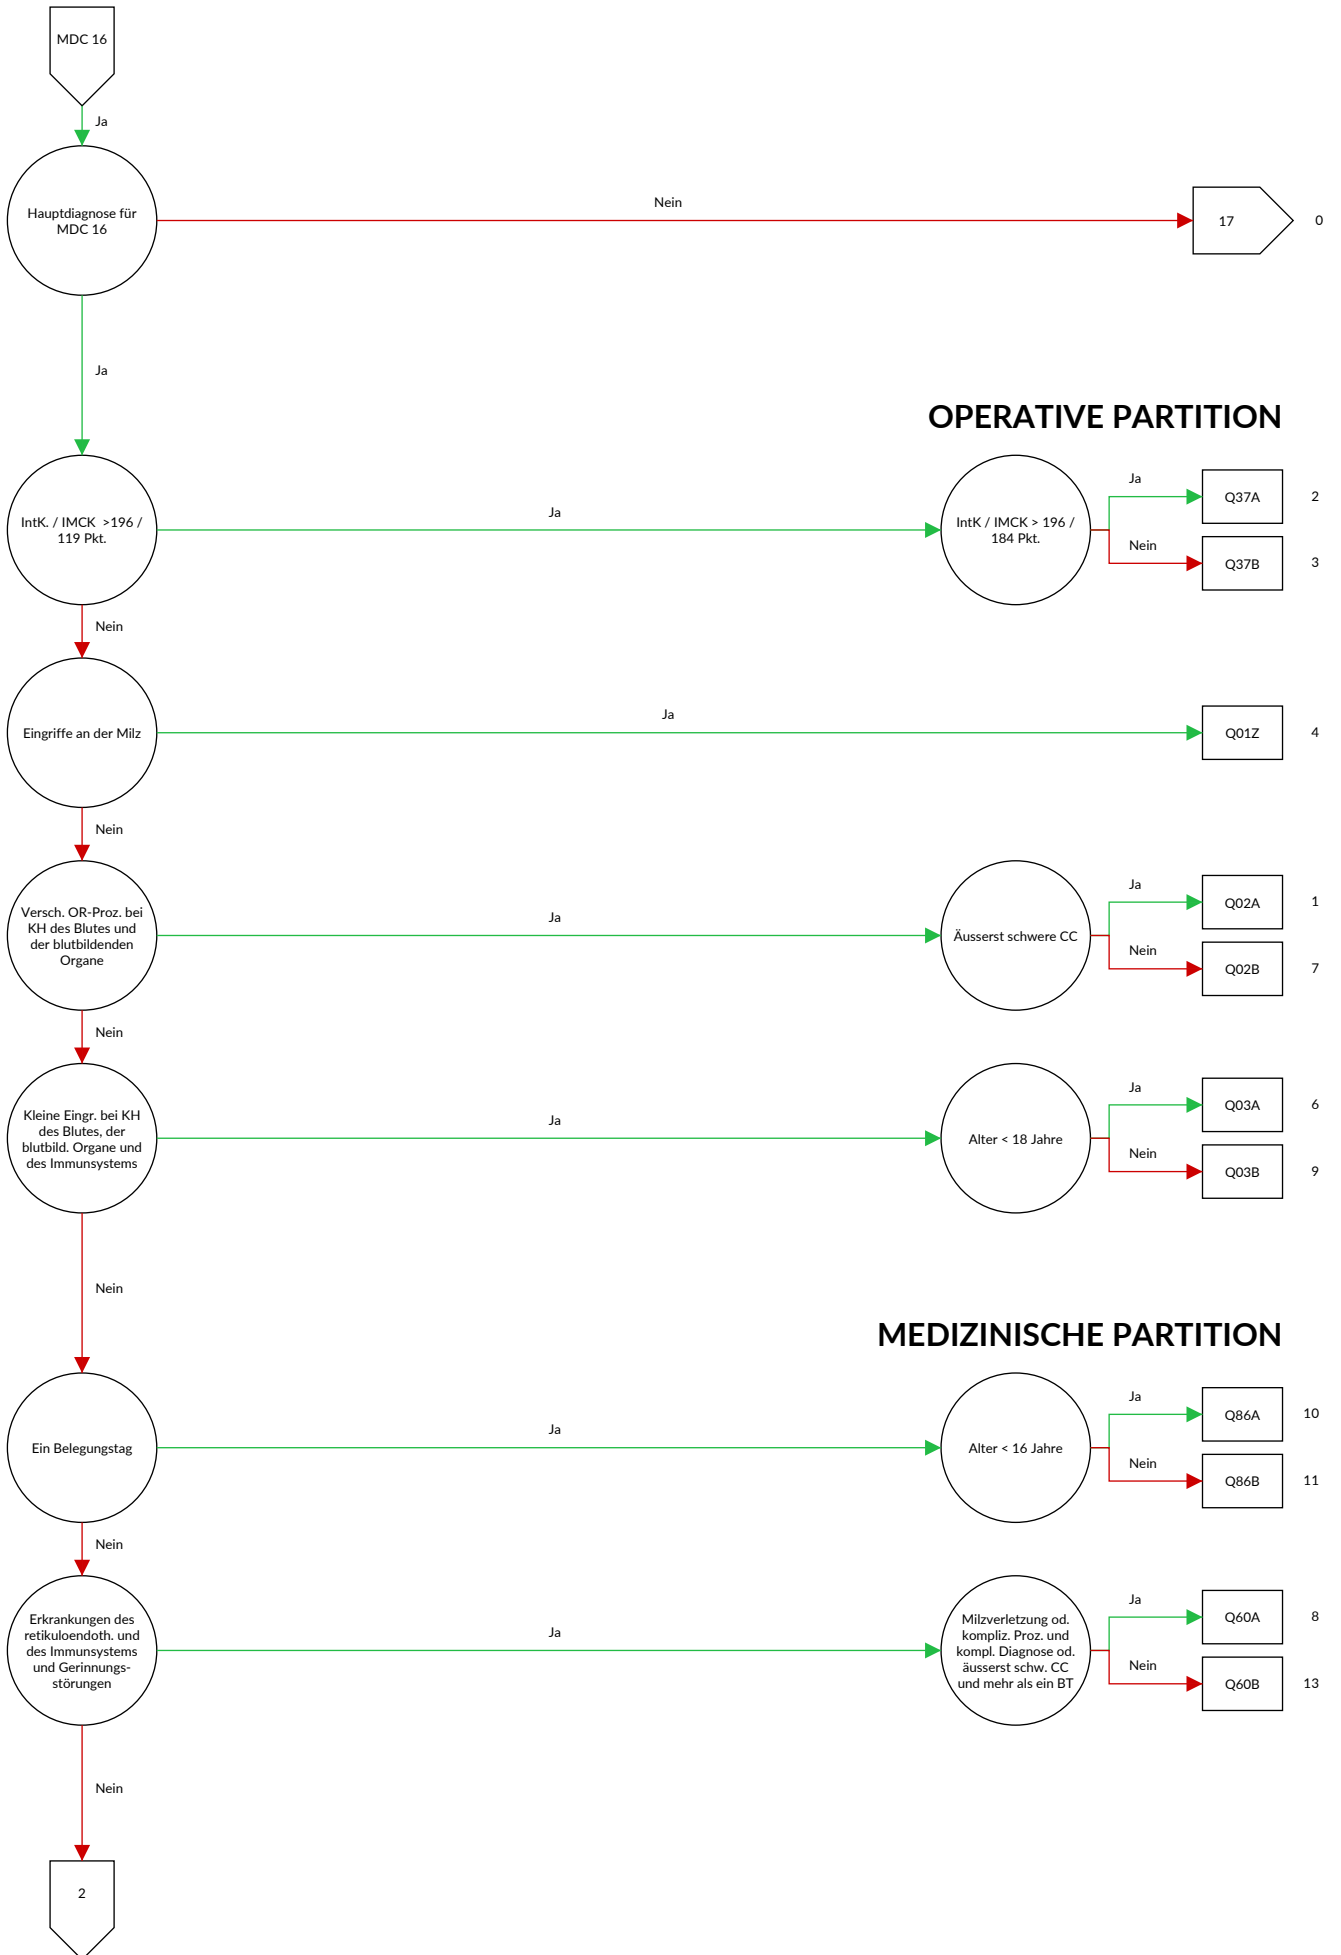 MDC 16
Ja
Hauptdiagnose für
MDC 16
Nein
17
0
Ja
OPERATIVE PARTITION
IntK. / IMCK >196 /
119 Pkt.
Ja
IntK / IMCK > 196 /
184 Pkt.
Ja
Q37A
2
Nein
Q37B
3
Nein
Eingriffe an der Milz
Ja
Q01Z
4
Nein
Versch. OR-Proz. bei
KH des Blutes und
der blutbildenden
Organe
Ja
Äusserst schwere CC
Ja
Q02A
1
Nein
Q02B
7
Nein
Kleine Eingr. bei KH
des Blutes, der
blutbild. Organe und
des Immunsystems
Ja
Alter < 18 Jahre
Ja
Q03A
6
Nein
Q03B
9
Nein
MEDIZINISCHE PARTITION
Ein Belegungstag
Ja
Alter < 16 Jahre
Ja
Q86A
10
Nein
Q86B
11
Nein
Erkrankungen des
retikuloendoth. und
des Immunsystems
und Gerinnungs-
störungen
Ja
Milzverletzung od.
kompliz. Proz. und
kompl. Diagnose od.
äusserst schw. CC
und mehr als ein BT
Ja
Q60A
8
Nein
Q60B
13
Nein
2